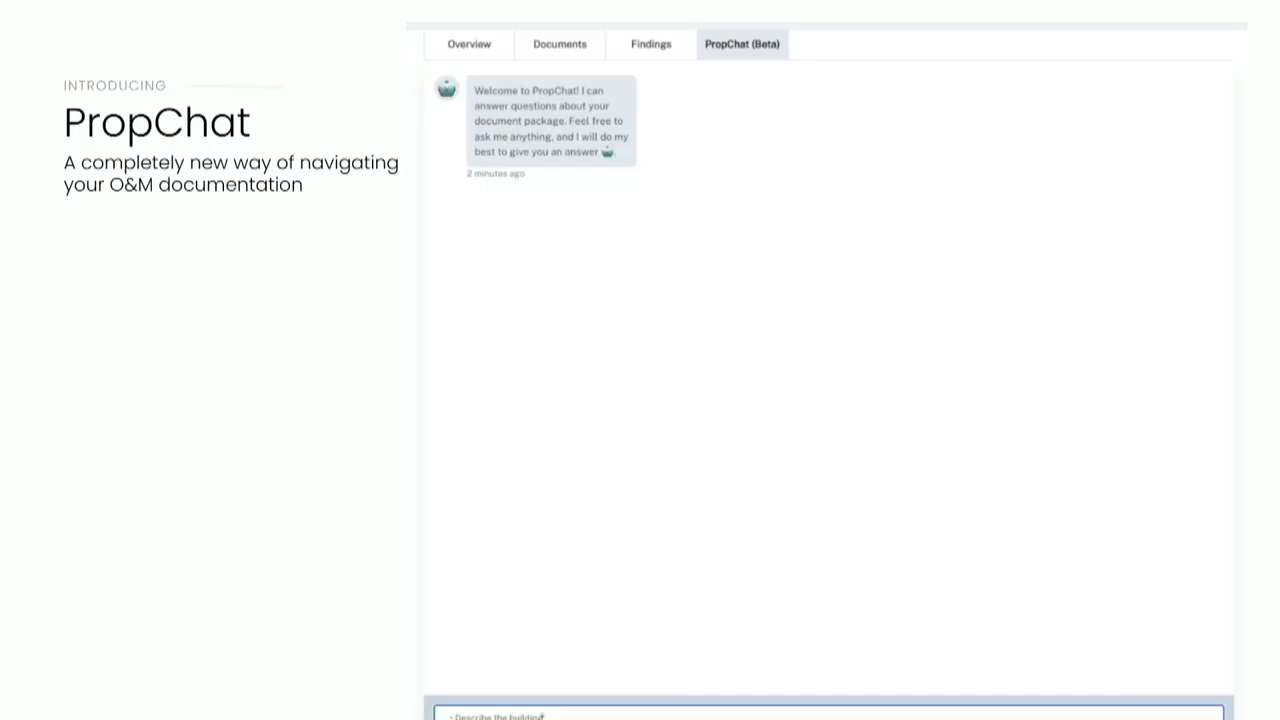 INTRODUCING
PropChat
A completely new way of navigating
your O&M documentation
Overview
Documents
Findings
PropChat (Beta)
Welcome to PropChat! I can
answer questions about your
document package. Feel free to
ask me anything, and I will do my
best to give you an answer
2 minutes ago
Describe the building